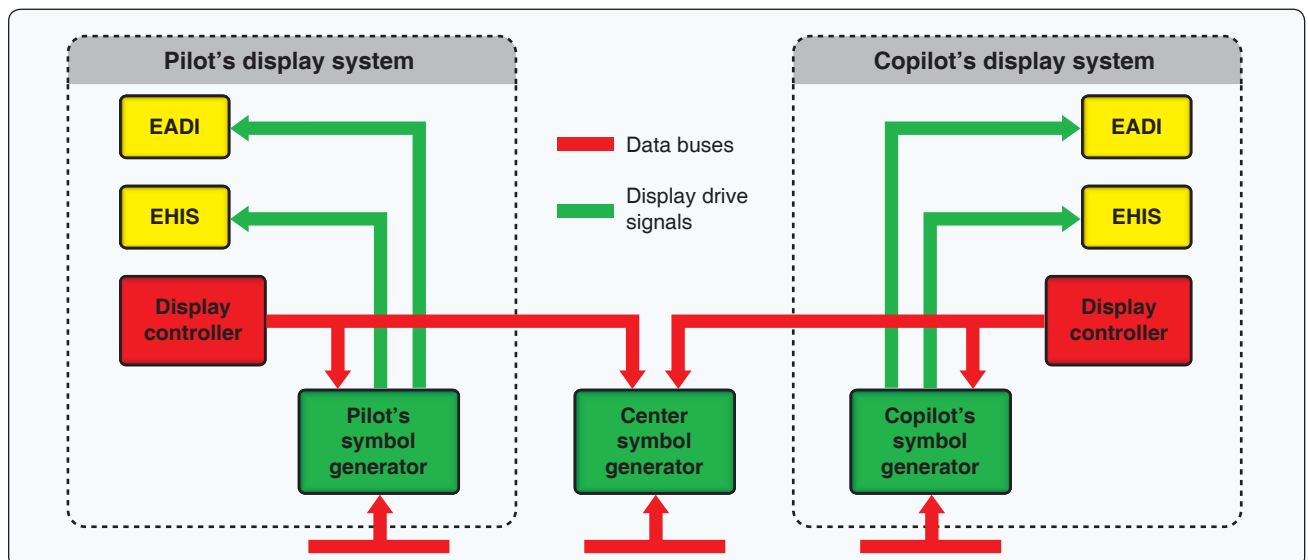 Pilot’s display system
EADI
EHIS
Display
controller
Pilot’s
symbol
generator
Data buses
Display drive
signals
Center
symbol
generator
Copilot’s display system
EADI
EHIS
Display
controller
Copilot’s
symbol
generator